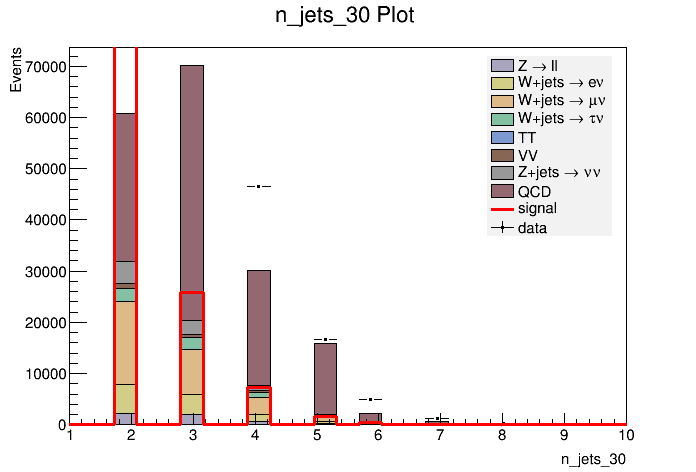 n_jets_30 Plot
Events
70000
60000
50000
40000
30000
20000
10000
0
1 2 3 4 5 6 7 8 9 10
n_jets_30
Z → ll
W+jets → eν
W+jets → μν
W+jets → τν
TT
VV
Z+jets → νν
QCD
signal
data